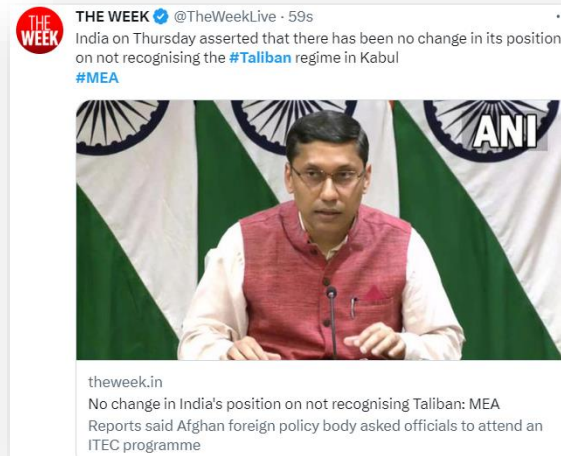 THE WEEK
THE WEEK @TheWeekLive · 59s
India on Thursday asserted that there has been no change in its position
on not recognising the #Taliban regime in Kabul
#MEA
ANI
theweek.in
No change in India's position on not recognising Taliban: MEA
Reports said Afghan foreign policy body asked officials to attend an
ITEC programme